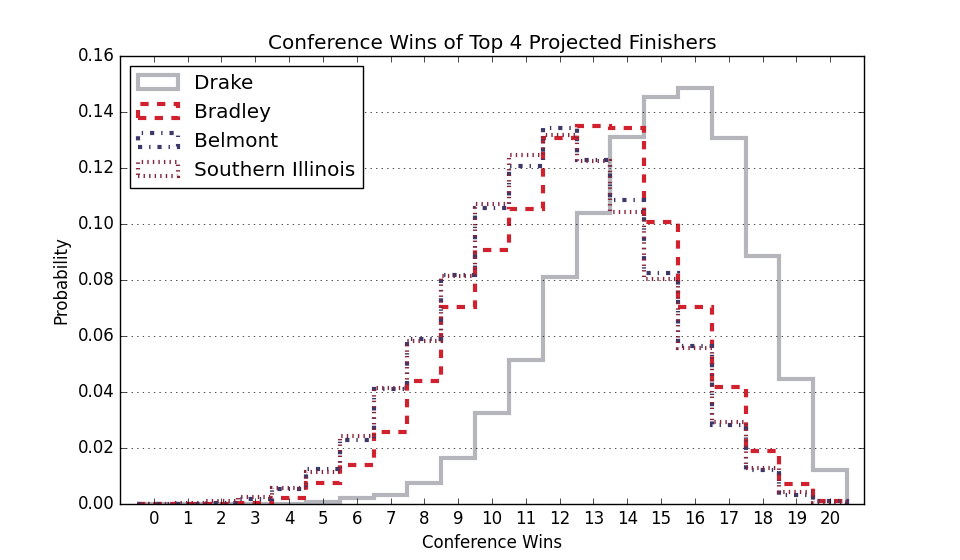 Conference Wins of Top 4 Projected Finishers
Drake
Bradley
Belmont
Southern Illinois
Probability
0.16
0.14
0.12
0.10
0.08
0.06
0.04
0.02
0.00
0 1 2 3 4 5 6 7 8 9 10 11 12 13 14 15 16 17 18 19 20
Conference Wins